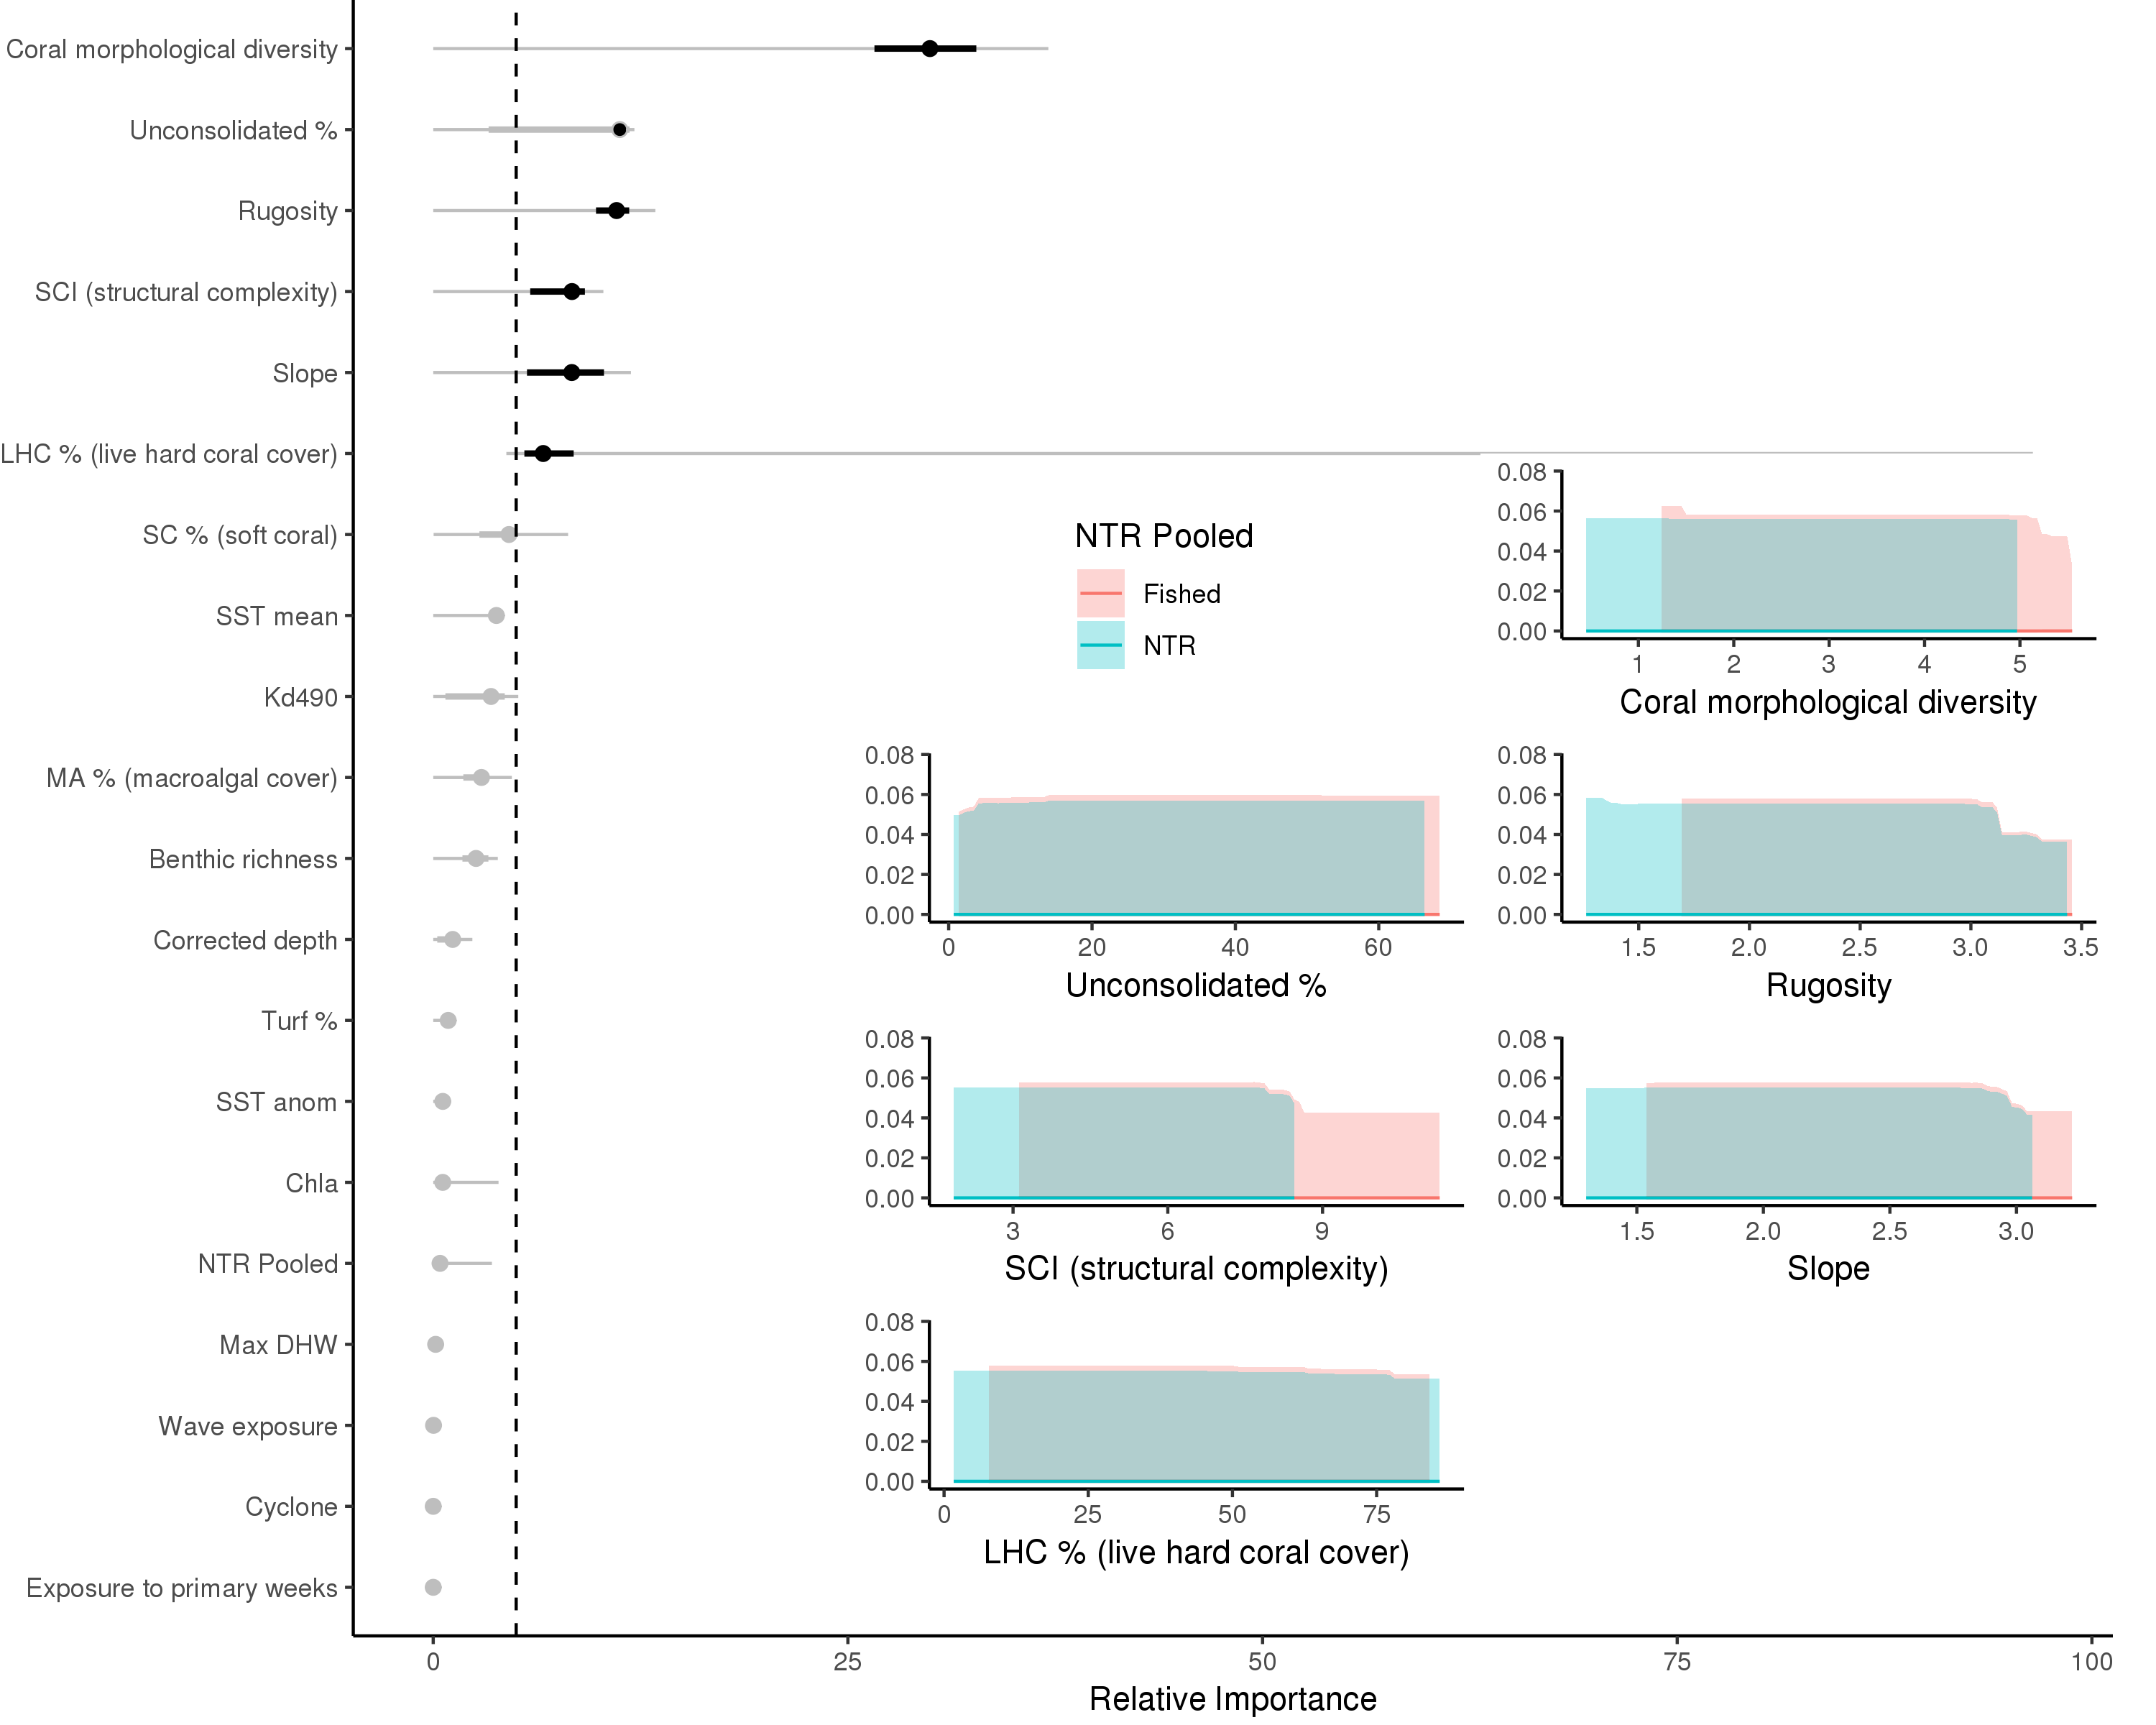 Coral morphological diversity
Unconsolidated %
Rugosity
SCI (structural complexity)
Slope
LHC % (live hard coral cover)
SC % (soft coral)
SST mean
Kd490
MA % (macroalgal cover)
Benthic richness
Corrected depth
Turf %
SST anom
Chla
NTR Pooled
Max DHW
Wave exposure
Cyclone
Exposure to primary weeks
0 25 50 75 100
Relative Importance
NTR Pooled
Fished
NTR
0.08
0.06
0.04
0.02
0.00
1 2 3 4 5
Coral morphological diversity
0.08
0.06
0.04
0.02
0.00
0 20 40 60
Unconsolidated %
0.08
0.06
0.04
0.02
0.00
1.5 2.0 2.5 3.0 3.5
Rugosity
0.08
0.06
0.04
0.02
0.00
3 6 9
SCI (structural complexity)
0.08
0.06
0.04
0.02
0.00
1.5 2.0 2.5 3.0
Slope
0.08
0.06
0.04
0.02
0.00
0 25 50 75
LHC % (live hard coral cover)